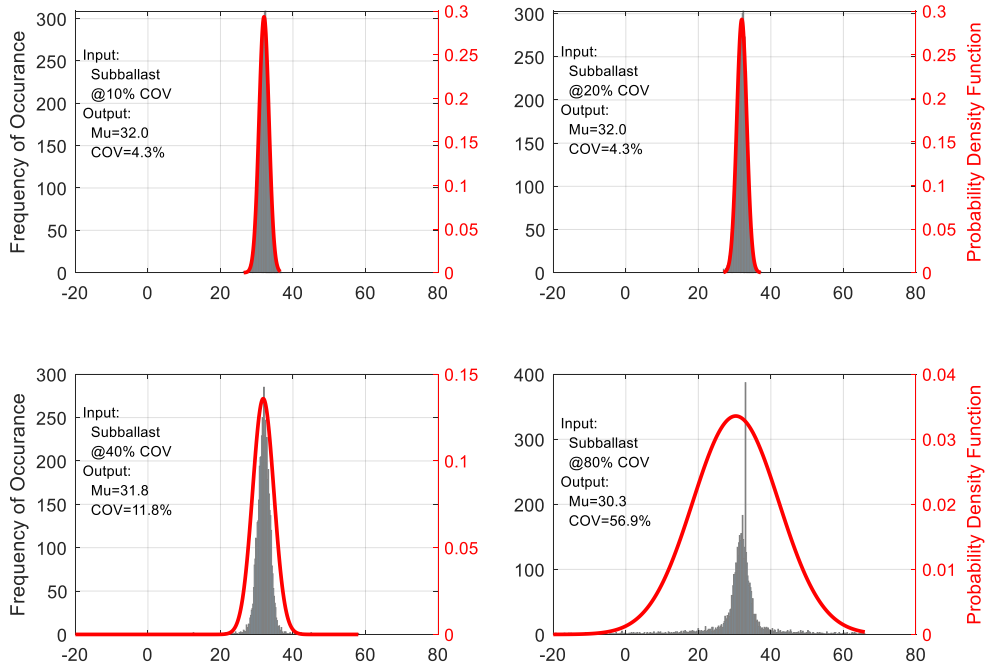 300
250
200
150
100
50
0
Frequency of Occurance
Input:
Subballast
@10% COV
Output:
Mu=32.0
COV=4.3%
0.3
0.25
0.2
0.15
0.1
0.05
0
-20 0 20 40 60 80
300
250
200
150
100
50
0
Input:
Subballast
@20% COV
Output:
Mu=32.0
COV=4.3%
0.3
0.25
0.2
0.15
0.1
0.05
0
Probability Density Function
-20 0 20 40 60 80
300
250
200
150
100
50
0
Frequency of Occurance
Input:
Subballast
@40% COV
Output:
Mu=31.8
COV=11.8%
0.15
0.1
0.05
0
-20 0 20 40 60 80
400
300
200
100
0
Input:
Subballast
@80% COV
Output:
Mu=30.3
COV=56.9%
0.04
0.03
0.02
0.01
0
Probability Density Function
-20 0 20 40 60 80